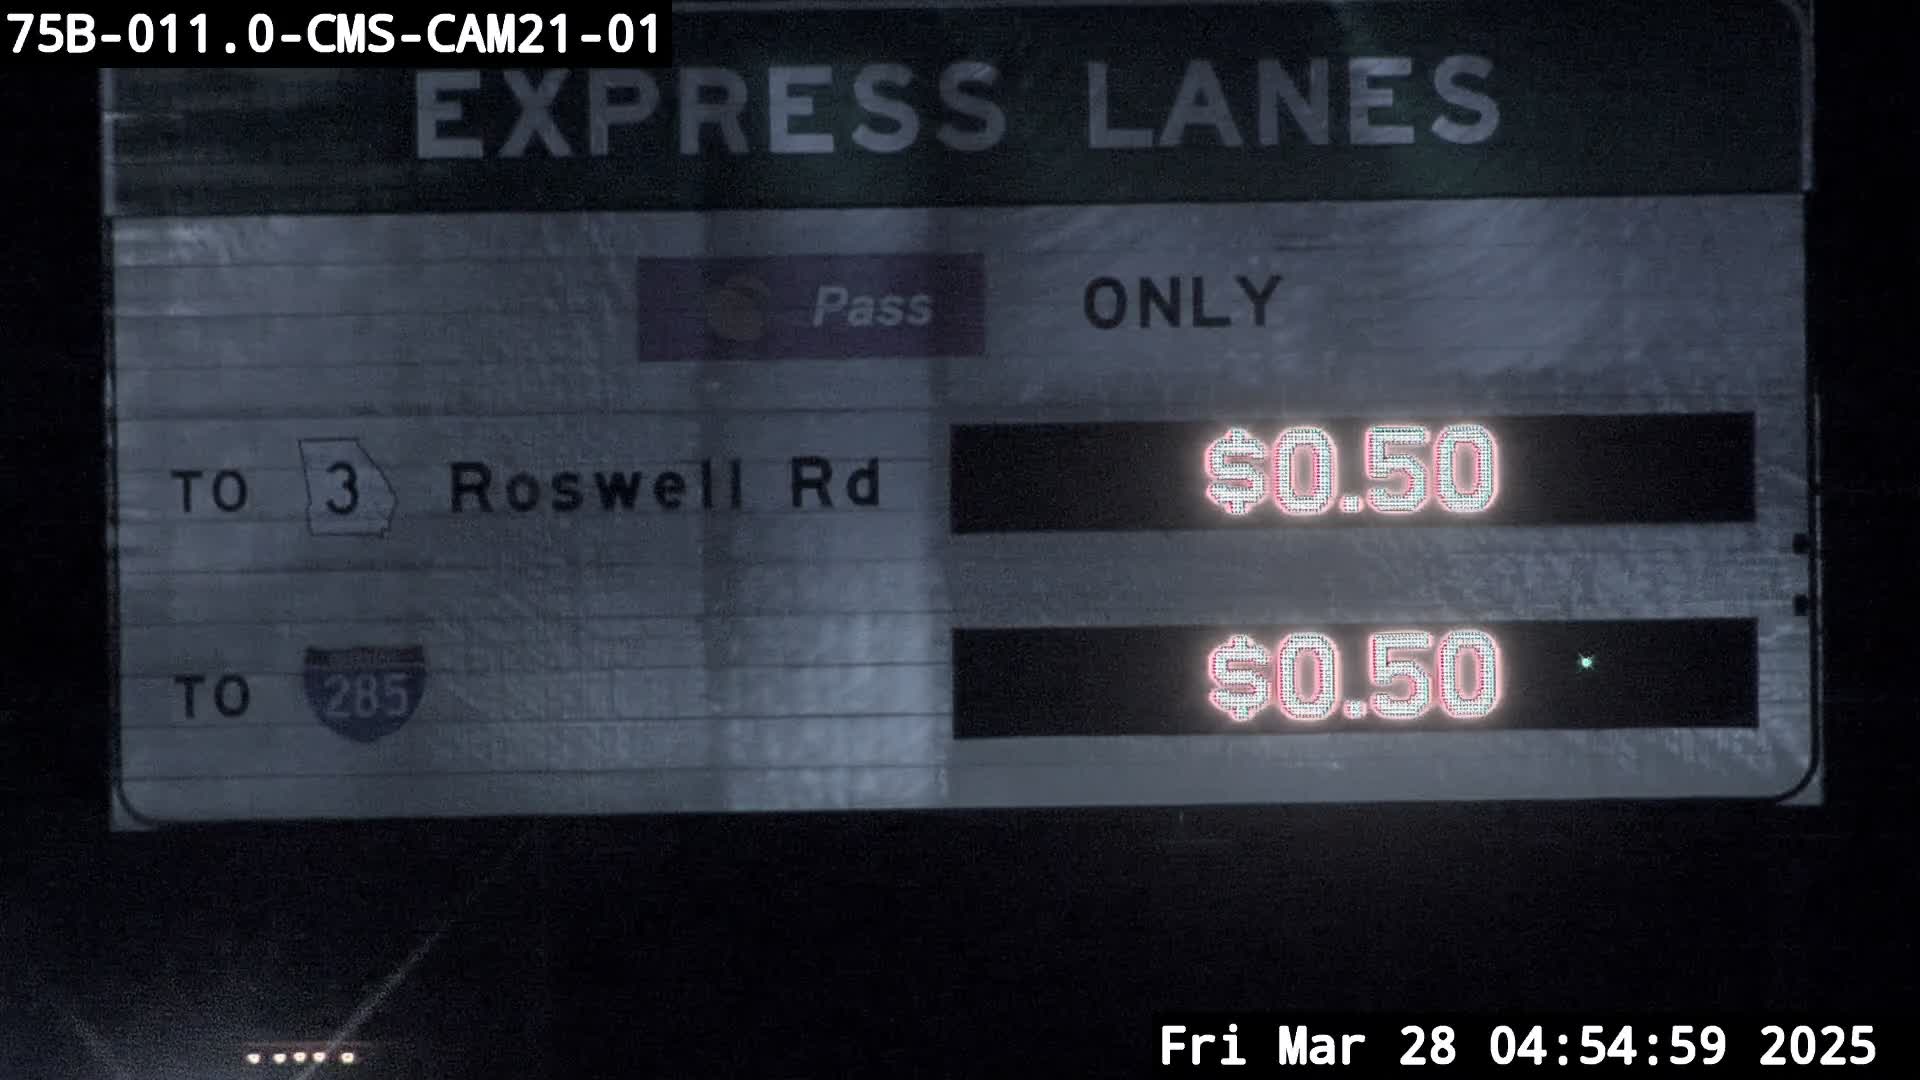 75B-011.0-CMS-CAM21-01
EXPRESS LANES
Pass ONLY
TO 3 Roswell Rd $0.50
TO 285 $0.50
Fri Mar 28 04:54:59 2025